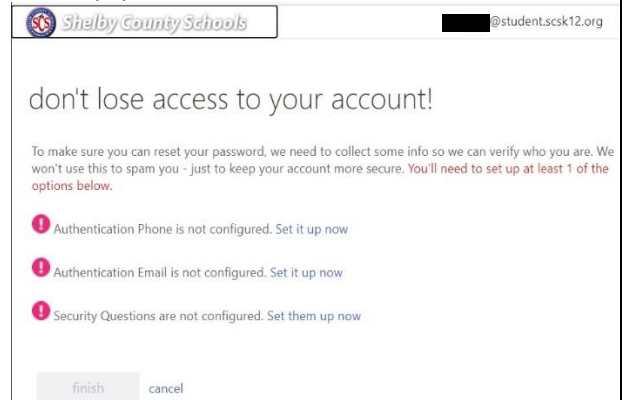 SCS Shelby County Schools
@student.scsk12.org
don't lose access to your account!
To make sure you can reset your password, we need to collect some info so we can verify who you are. We
won't use this to spam you - just to keep your account more secure. You'll need to set up at least 1 of the
options below.
! Authentication Phone is not configured. Set it up now
! Authentication Email is not configured. Set it up now
! Security Questions are not configured. Set them up now
finish cancel